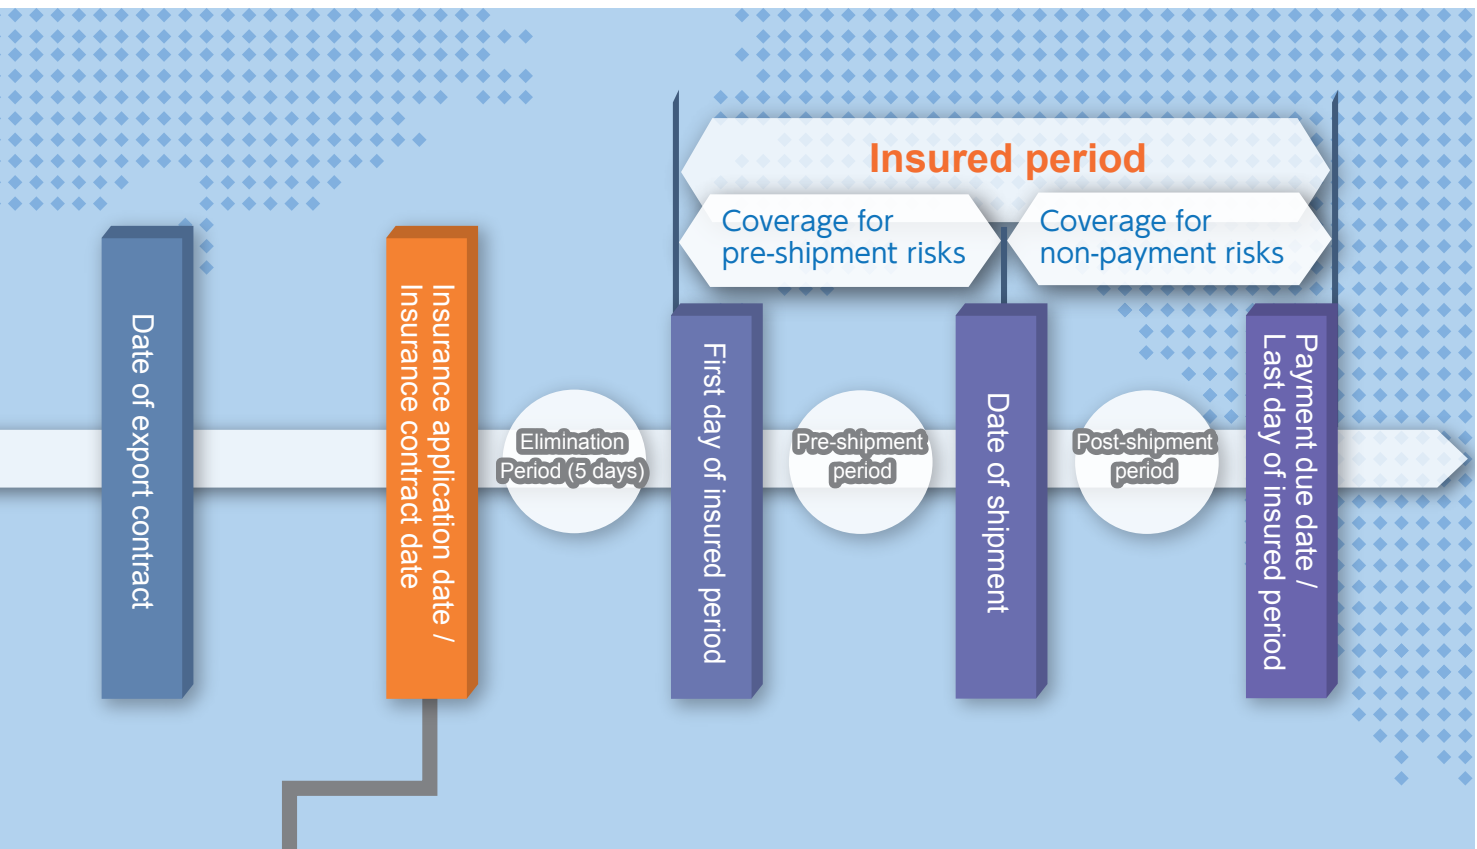 Insured period
Coverage for
pre-shipment risks
Coverage for
non-payment risks
Date of export contract
Insurance application date /
Insurance contract date
Elimination
Period (5 days)
First day of insured period
Pre-shipment
period
Date of shipment
Post-shipment
period
Payment due date /
Last day of insured period